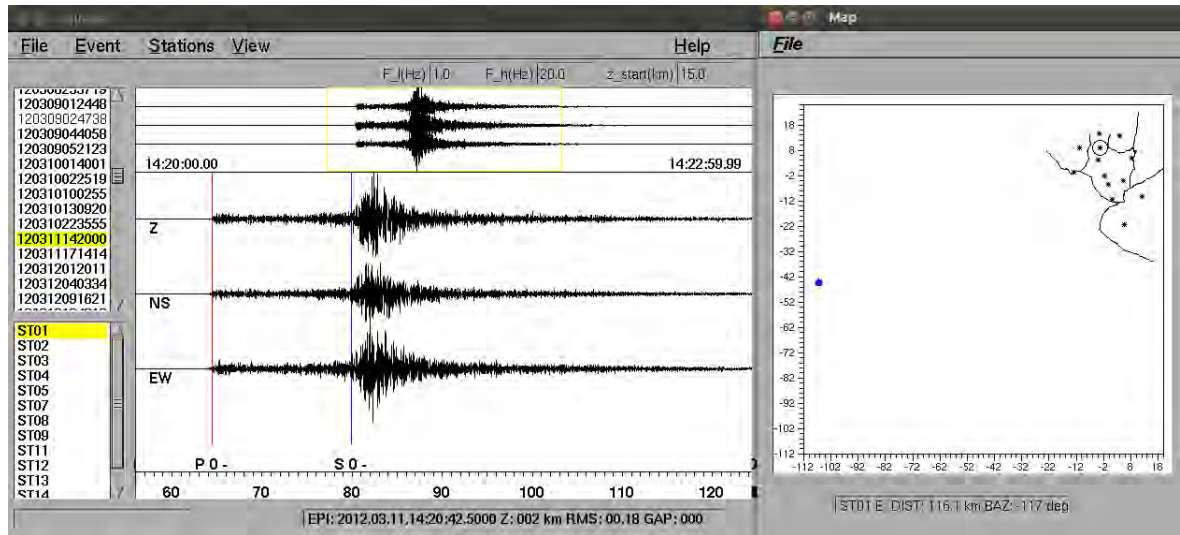 Map
File Event Stations View Help
File
F_l(Hz) 1.0 F_h(Hz) 20.0 z_start(km) 15.0
120309012448
120309024738
120309044058
120309052123
120310014001
120310022519
120310100255
120310130920
120310223555
120311142000
120311171414
120312012011
120312040334
120312091621
14:20:00.00 14:22:59.99
Z
NS
EW
P 0 - S 0 -
60 70 80 90 100 110 120
ST01
ST02
ST03
ST04
ST05
ST07
ST08
ST09
ST11
ST12
ST13
ST14
EPI: 2012.03.11,14:20:42.5000 Z: 002 km RMS: 00.18 GAP: 000
18
8
-2
-12
-22
-32
-42
-52
-62
-72
-82
-92
-102
-112
-112 -102 -92 -82 -72 -62 -52 -42 -32 -22 -12 -2 8 18
ST01 E DIST: 116.1 km BAZ: -117 deg